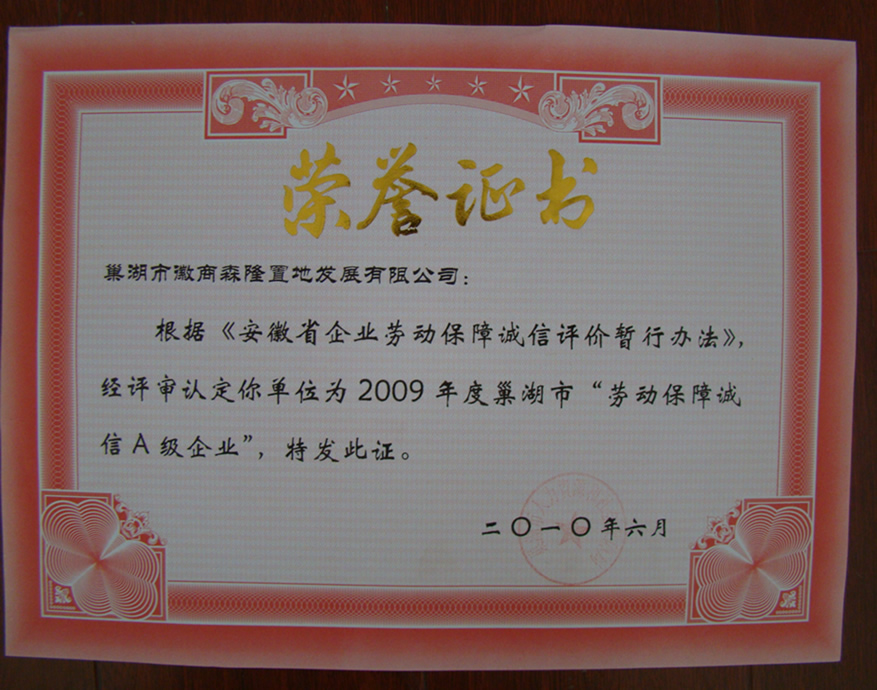 荣誉证书
巢湖市徽商森隆置地发展有限公司：
根据《安徽省企业劳动保障诚信评价暂行办法》，
经评审认定你单位为2009年度巢湖市“劳动保障诚
信A级企业”，特发此证。
二〇一〇年六月